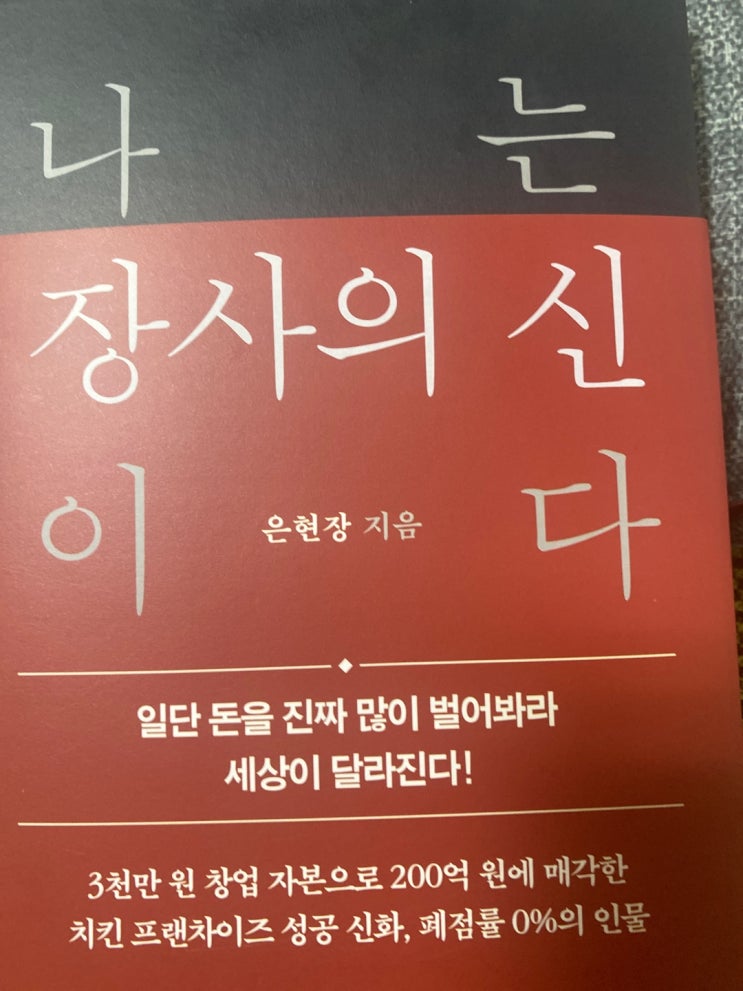 나는
장사의 신
이다
은현장 지음
일단 돈을 진짜 많이 벌어봐라
세상이 달라진다!
3천만 원 창업 자본으로 200억 원에 매각한
치킨 프랜차이즈 성공 신화, 폐점률 0%의 인물